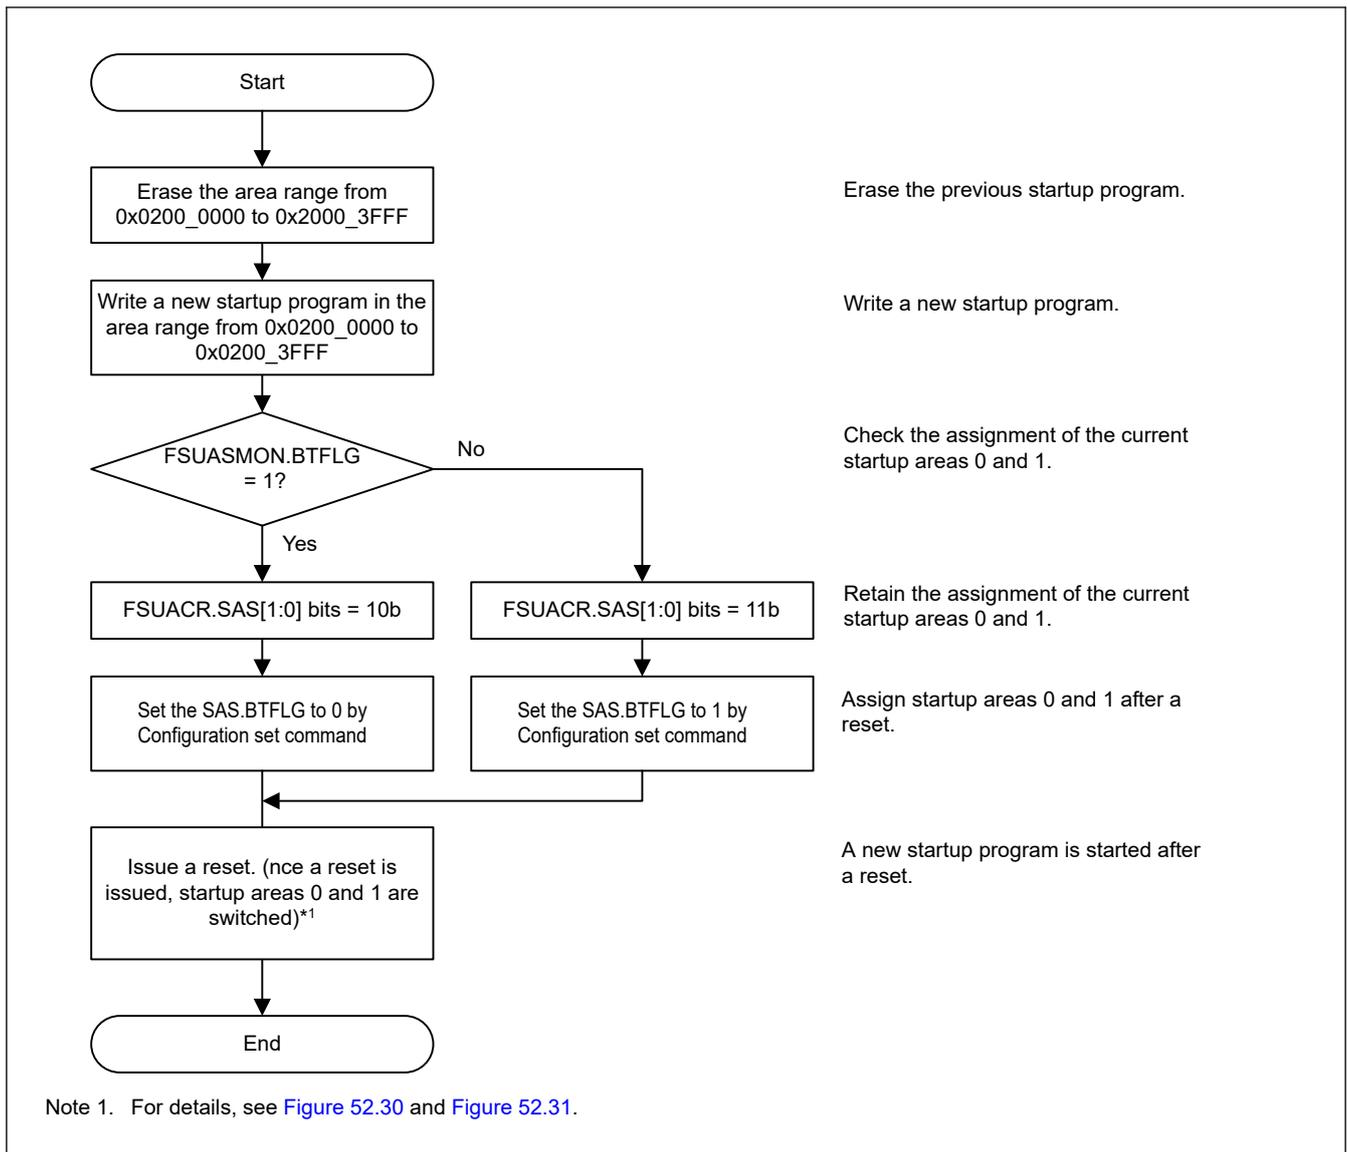 Start
Erase the area range from
0x0200_0000 to 0x2000_3FFF
Erase the previous startup program.
Write a new startup program in the
area range from 0x0200_0000 to
0x0200_3FFF
Write a new startup program.
FSUASMON.BTFLG
= 1?
No
Yes
Check the assignment of the current
startup areas 0 and 1.
FSUACR.SAS[1:0] bits = 10b
FSUACR.SAS[1:0] bits = 11b
Retain the assignment of the current
startup areas 0 and 1.
Set the SAS.BTFLG to 0 by
Configuration set command
Set the SAS.BTFLG to 1 by
Configuration set command
Assign startup areas 0 and 1 after a
reset.
Issue a reset. (nce a reset is
issued, startup areas 0 and 1 are
switched)*1
A new startup program is started after
a reset.
End
Note 1. For details, see Figure 52.30 and Figure 52.31.